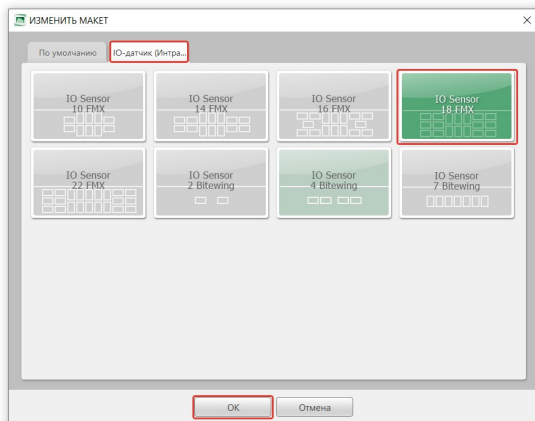 ИЗМЕНИТЬ МАКЕТ
По умолчанию
IO-датчик (Интра...
IO Sensor
10 FMX
IO Sensor
14 FMX
IO Sensor
16 FMX
IO Sensor
18 FMX
IO Sensor
22 FMX
IO Sensor
2 Bitewing
IO Sensor
4 Bitewing
IO Sensor
7 Bitewing
OK
Отмена